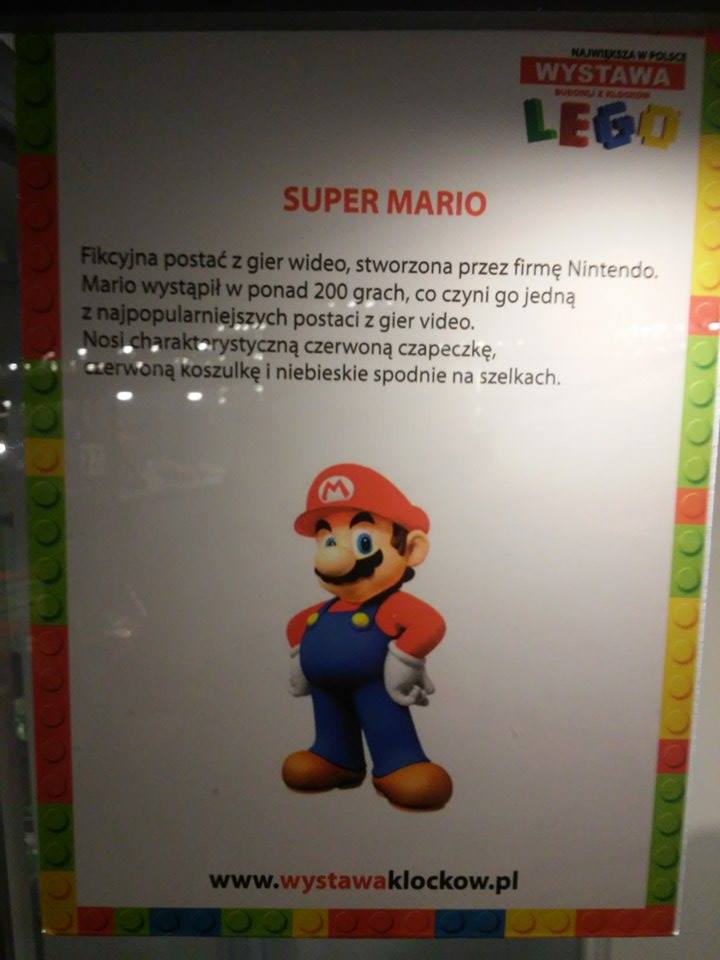 NAJWIĘKSZA W POLSCE
WYSTAWA
BUDOWLI Z KLOCKÓW
LEGO
SUPER MARIO
Fikcyjna postać z gier wideo, stworzona przez firmę Nintendo.
Mario wystąpił w ponad 200 grach, co czyni go jedną
z najpopularniejszych postaci z gier video.
Nosi charakterystyczną czerwoną czapeczkę,
czerwoną koszulkę i niebieskie spodnie na szelkach.
M
www.wystawaklockow.pl